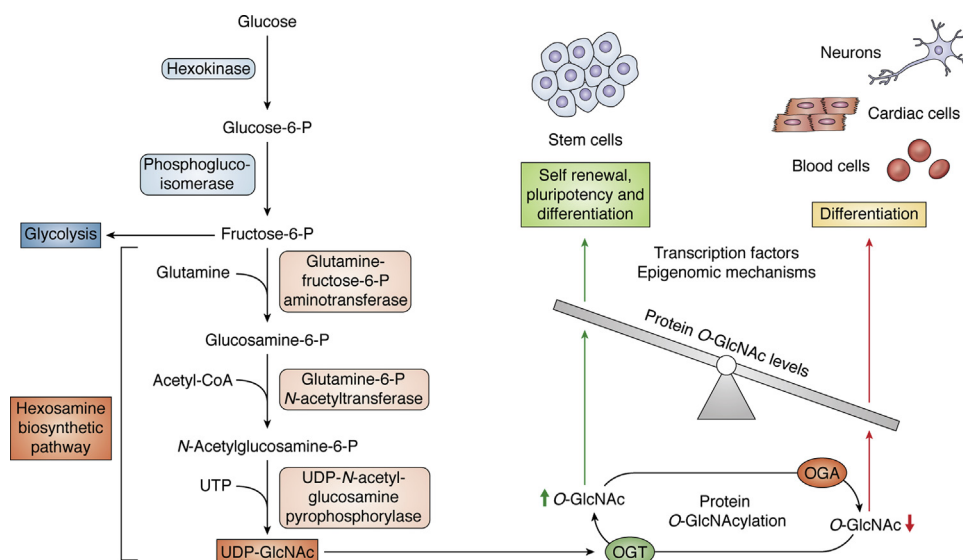 Glucose
Hexokinase
Glucose-6-P
Phosphogluco-
isomerase
Glycolysis
Fructose-6-P
Glutamine
Glutamine-
fructose-6-P
aminotransferase
Glucosamine-6-P
Acetyl-CoA
Glutamine-6-P
N-acetyltransferase
Hexosamine
biosynthetic
pathway
N-Acetylglucosamine-6-P
UTP
UDP-N-acetyl-
glucosamine
pyrophosphorylase
UDP-GlcNAc
Stem cells
Self renewal,
pluripotency and
differentiation
Neurons
Cardiac cells
Blood cells
Differentiation
Transcription factors
Epigenomic mechanisms
Protein O-GlcNAc levels
OGA
O-GlcNAc
Protein
O-GlcNAcylation
O-GlcNAc
OGT